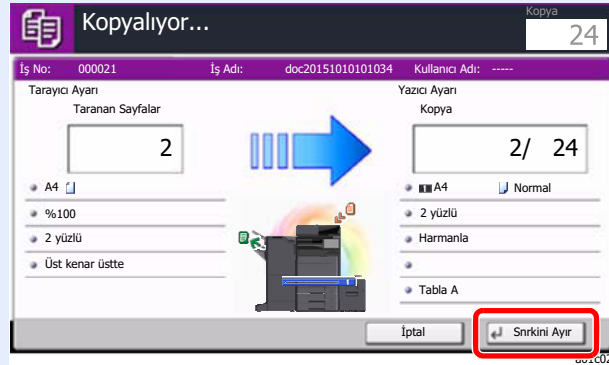 Kopyalıyor...
Kopya
24
İş No: 000021 İş Adı: doc20151010101034 Kullanıcı Adı: -----
Tarayıcı Ayarı
Taranan Sayfalar
2
A4
%100
2 yüzlü
Üst kenar üstte
Yazıcı Ayarı
Kopya
2/ 24
1 A4 Normal
2 yüzlü
Harmanla
Tabla A
İptal
Snrkini Ayır